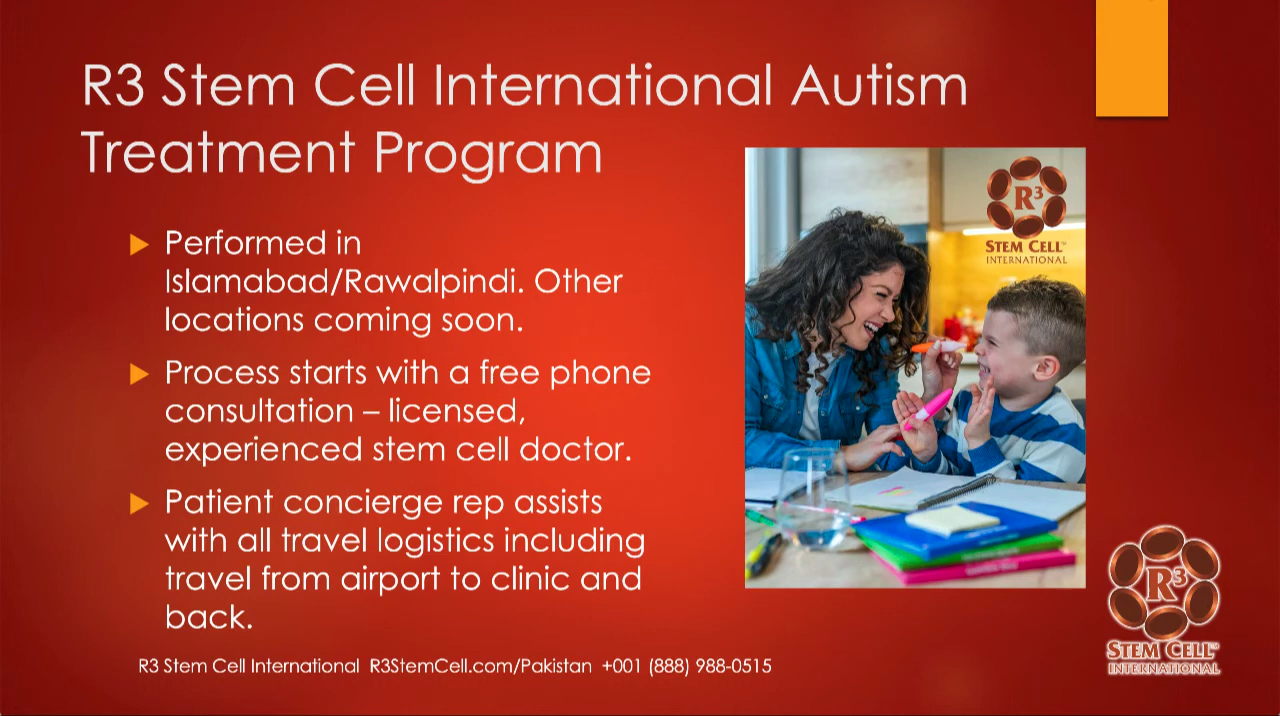 R3 Stem Cell International Autism
Treatment Program
R³
STEM CELL™
INTERNATIONAL
Performed in
Islamabad/Rawalpindi. Other
locations coming soon.
Process starts with a free phone
consultation – licensed,
experienced stem cell doctor.
Patient concierge rep assists
with all travel logistics including
travel from airport to clinic and
back.
R3 Stem Cell International R3StemCell.com/Pakistan +001 (888) 988-0515
R³
STEM CELL™
INTERNATIONAL